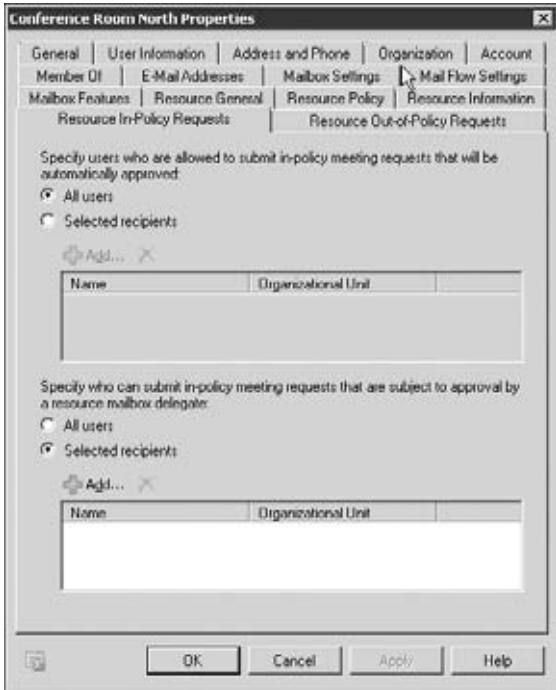 Conference Room North Properties
General User Information Address and Phone Organization Account
Member Of E-Mail Addresses Mailbox Settings Mail Flow Settings
Mailbox Features Resource General Resource Policy Resource Information
Resource In-Policy Requests Resource Out-of-Policy Requests
Specify users who are allowed to submit in-policy meeting requests that will be
automatically approved:
All users
Selected recipients
Add...
Name Organizational Unit
Specify who can submit in-policy meeting requests that are subject to approval by
a resource mailbox delegate:
All users
Selected recipients
Add...
Name Organizational Unit
OK Cancel Apply Help